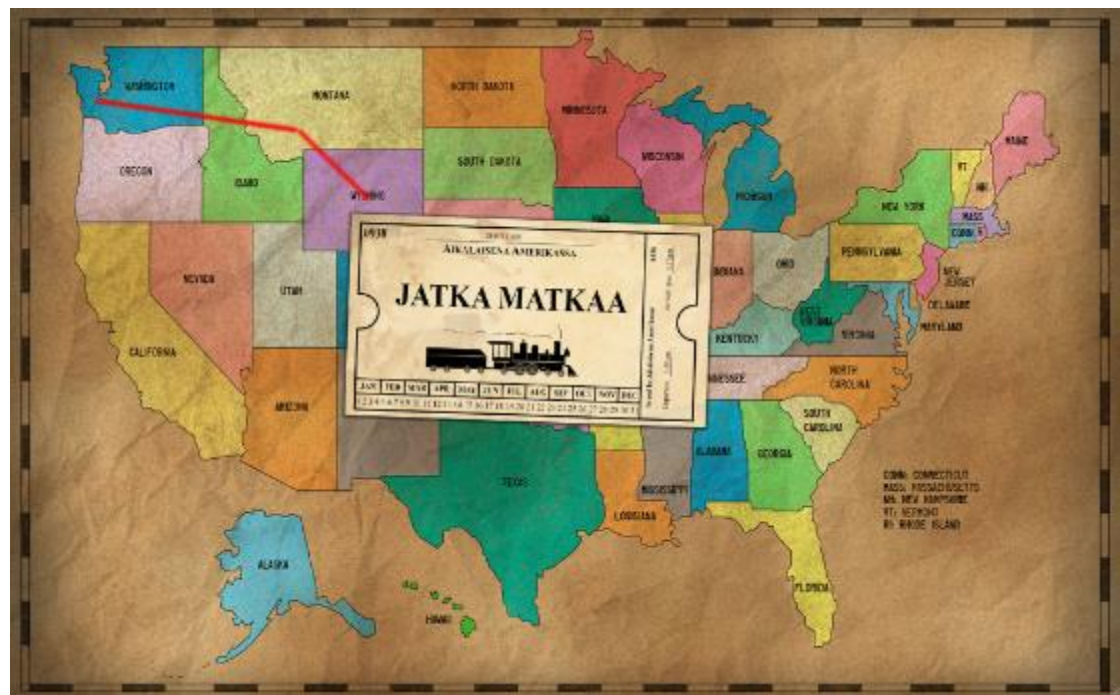 WASHINGTON
MONTANA
NORTH DAKOTA
MINNESOTA
MAINE
OREGON
IDAHO
SOUTH DAKOTA
WISCONSIN
VT
NH
WYOMING
MICHIGAN
NEW YORK
MASS
CONN
NEVADA
UTAH
INDIANA
OHIO
PENNSYLVANIA
NEW
JERSEY
DELAWARE
MARYLAND
WEST
VIRGINIA
VIRGINIA
KENTUCKY
CALIFORNIA
NORTH
CAROLINA
ARIZONA
SOUTH
CAROLINA
ALABAMA
GEORGIA
TEXAS
MISSISSIPPI
LOUISIANA
FLORIDA
ALASKA
HAWAII
1938
AIKALAISENA AMERIKASSA
JATKA MATKAA
JAN FEB MAR APR MAI JUN JUL AUG SEP OCT NOV DEC
CONN: CONNECTICUT
MASS: MASSACHUSETTS
NH: NEW HAMPSHIRE
VT: VERMONT
RI: RHODE ISLAND